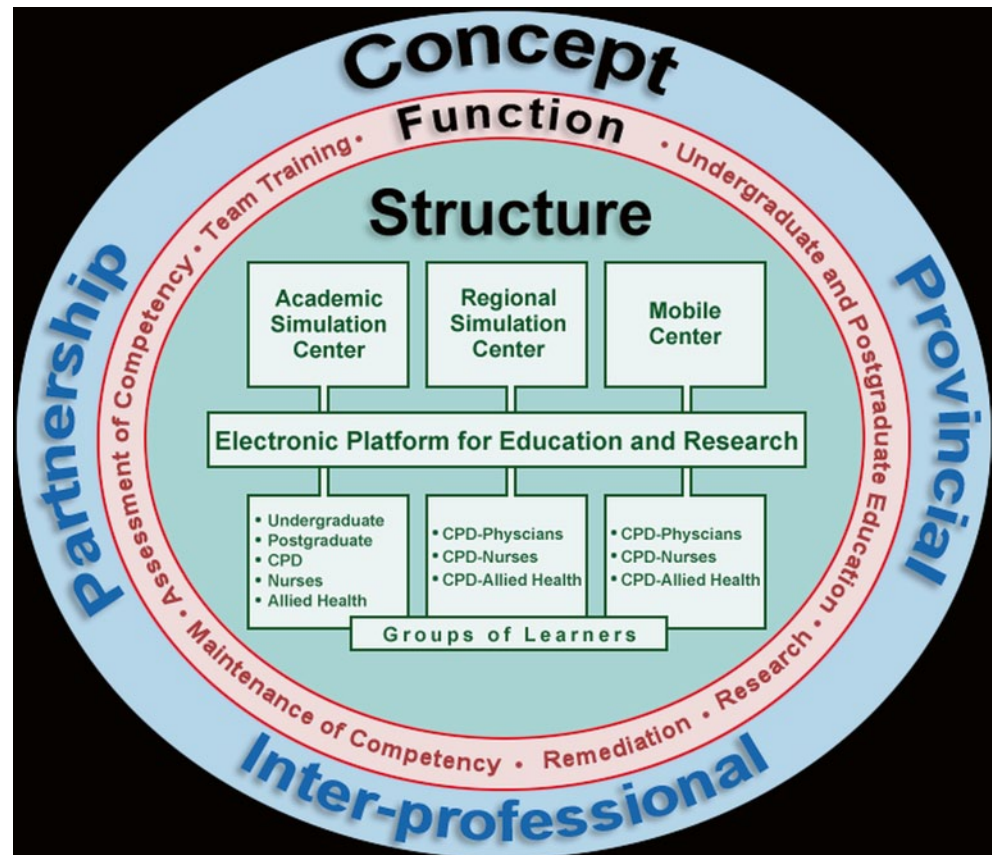 Concept
Function
• Undergraduate and Postgraduate Education • Research • Remediation • Maintenance of Competency • Assessment of Competency • Team Training •
Structure
Partnership
Provincial
Inter-professional
Academic
Simulation
Center
Regional
Simulation
Center
Mobile
Center
Electronic Platform for Education and Research
• Undergraduate
• Postgraduate
• CPD
• Nurses
• Allied Health
• CPD-Physcians
• CPD-Nurses
• CPD-Allied Health
• CPD-Physcians
• CPD-Nurses
• CPD-Allied Health
Groups of Learners